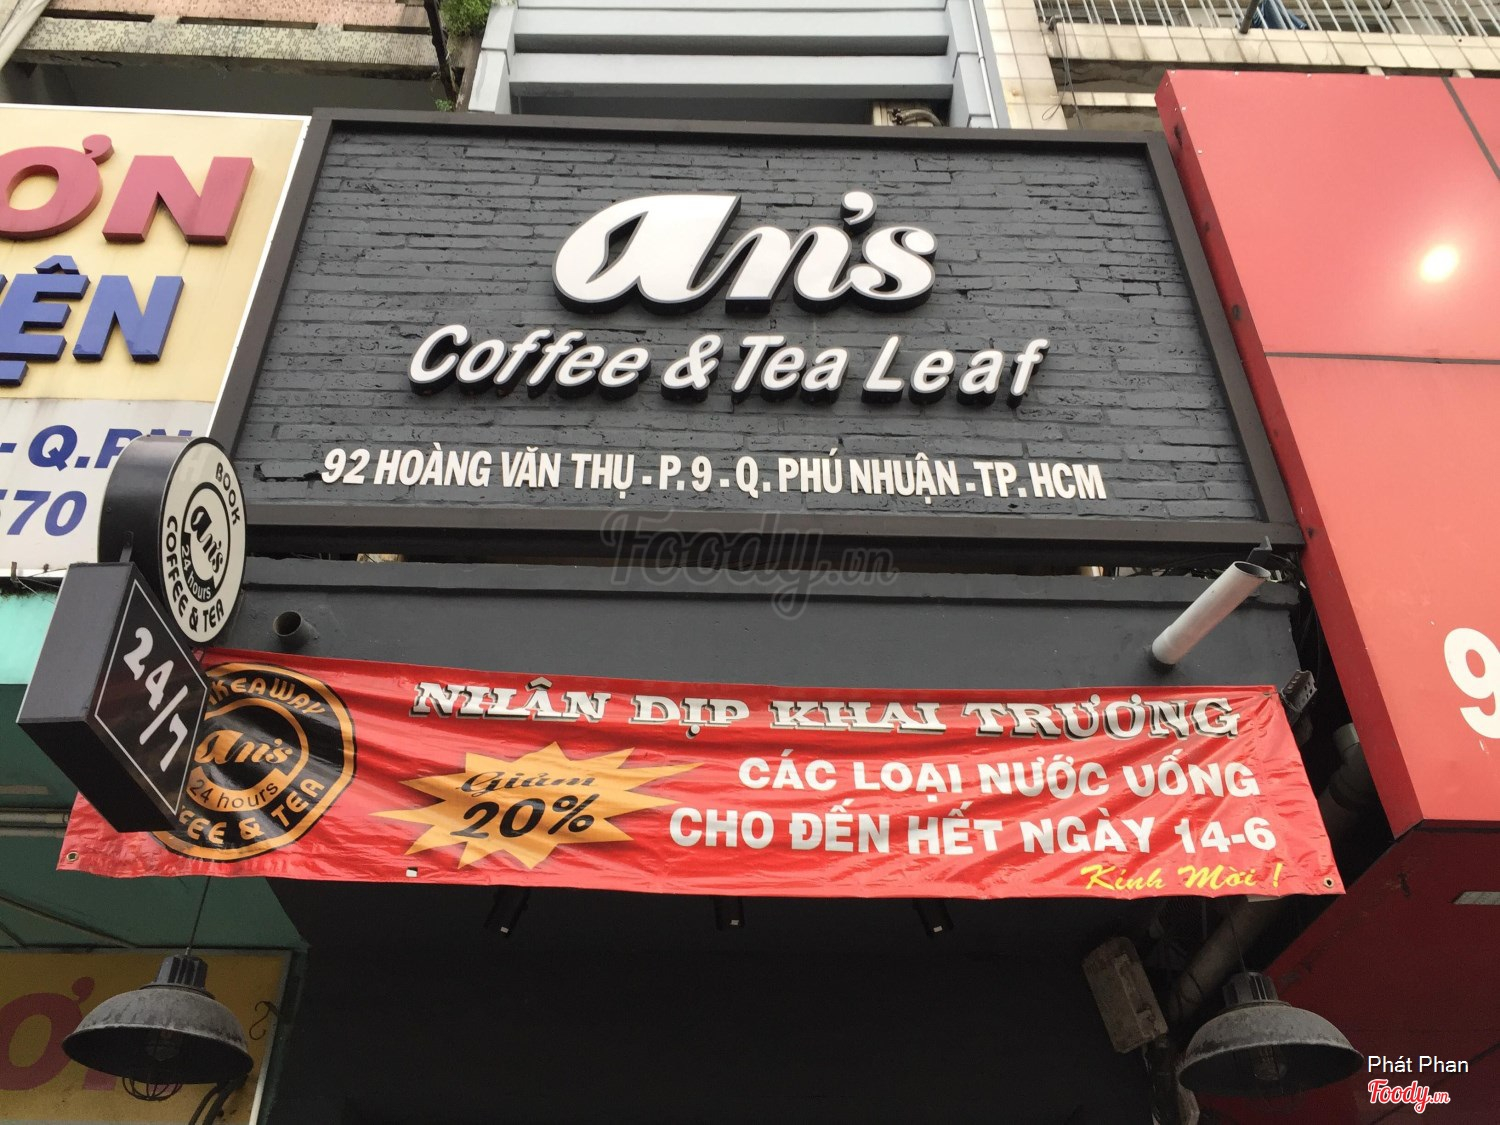 an's
Coffee & Tea Leaf
92 HOÀNG VĂN THỤ - P. 9 - Q. PHÚ NHUẬN - TP. HCM
ƠN
ỆN
- Q.PN
570
BOOK
an's
24 hours
COFFEE & TEA
24/7
TAKEAWAY
an's
24 hours
COFFEE & TEA
NHÂN DỊP KHAI TRƯƠNG
Giảm
20%
CÁC LOẠI NƯỚC UỐNG
CHO ĐẾN HẾT NGÀY 14-6
Kính Mời !
9
Foody.vn
Phát Phan
Foody.vn